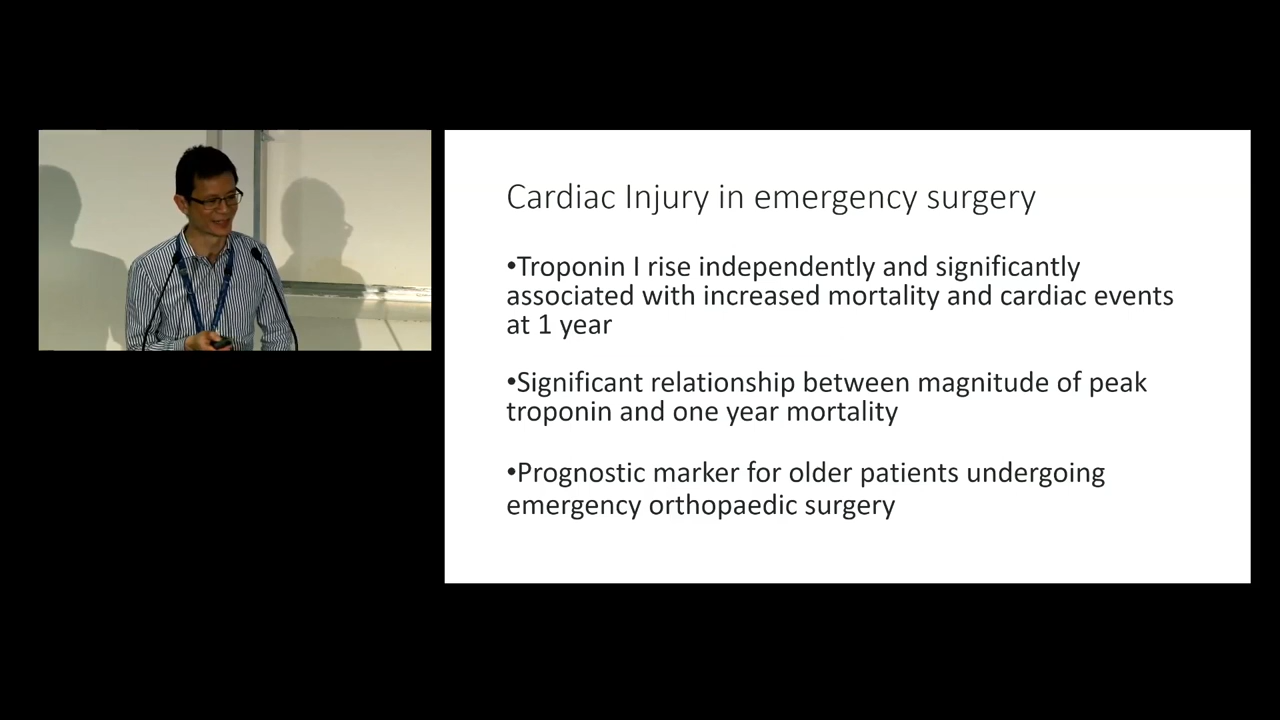 Cardiac Injury in emergency surgery
•Troponin I rise independently and significantly
associated with increased mortality and cardiac events
at 1 year
•Significant relationship between magnitude of peak
troponin and one year mortality
•Prognostic marker for older patients undergoing
emergency orthopaedic surgery